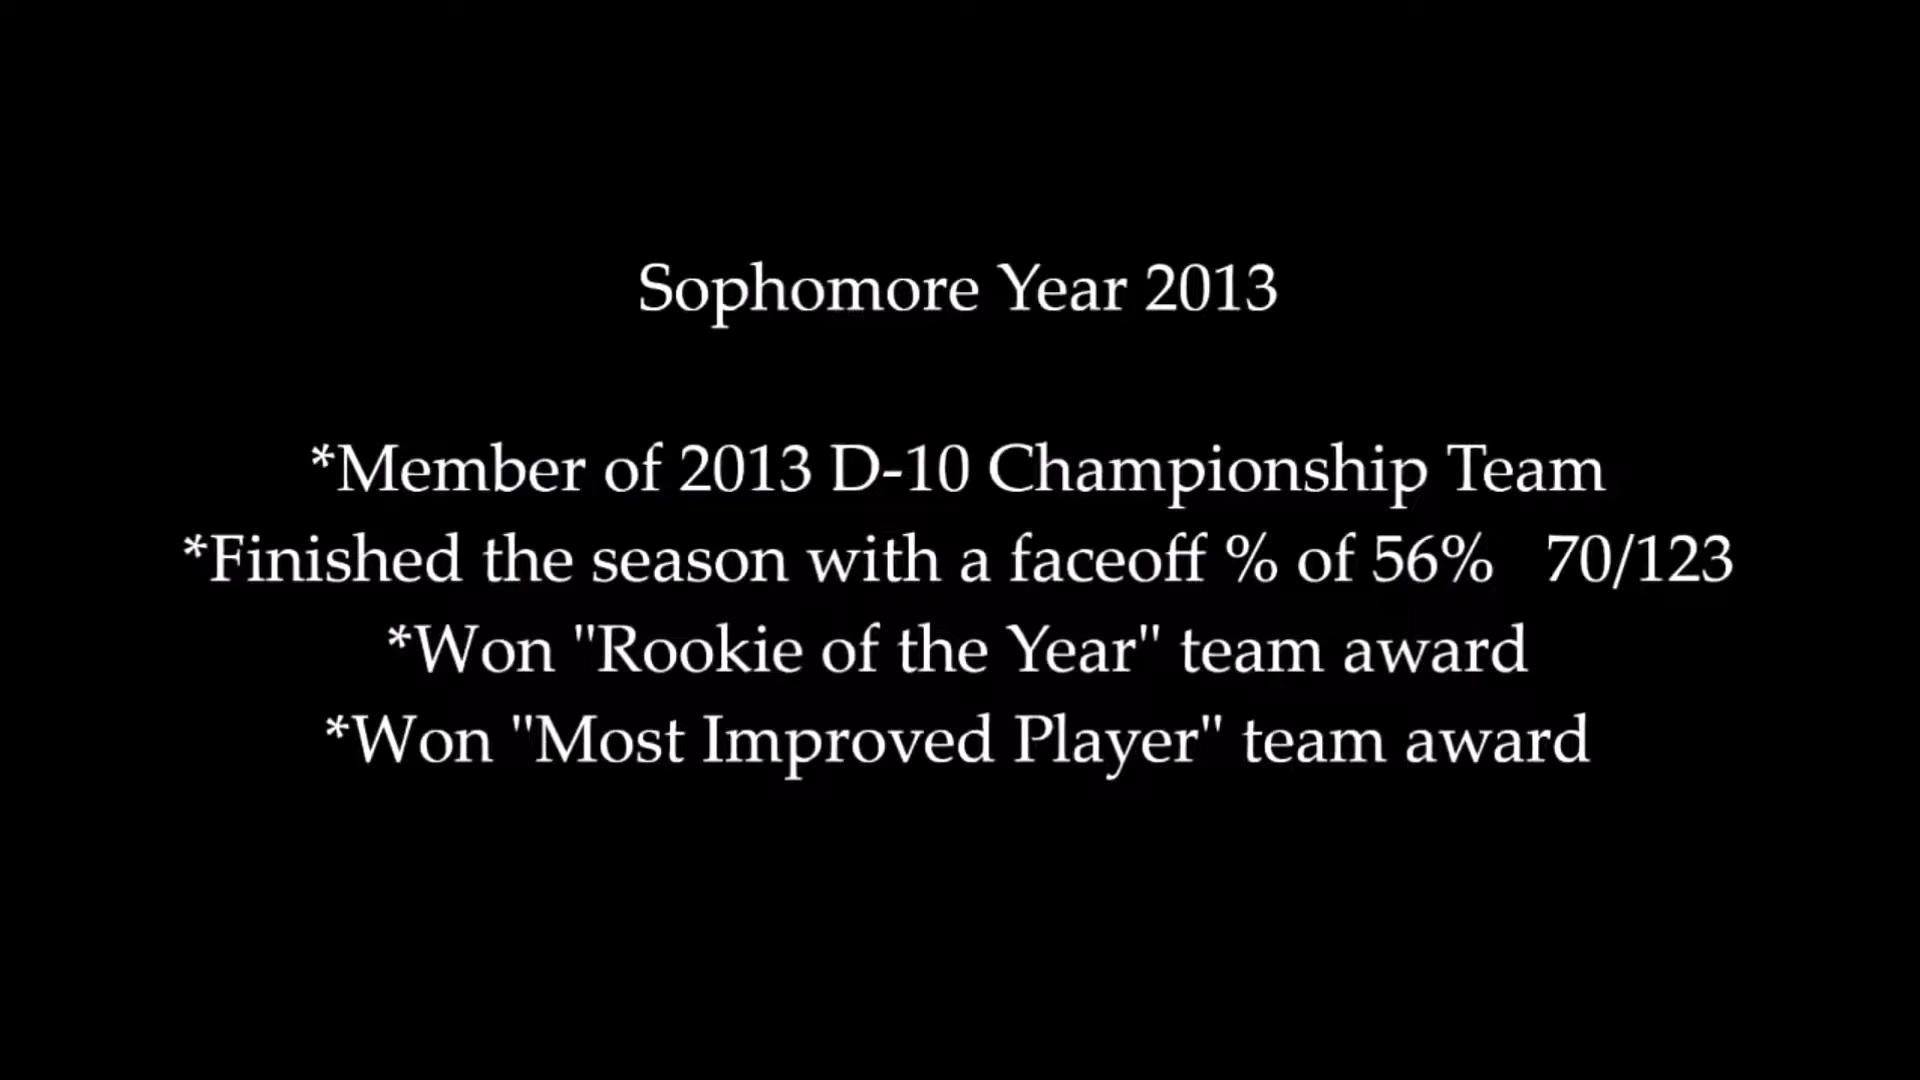 Sophomore Year 2013
*Member of 2013 D-10 Championship Team
*Finished the season with a faceoff % of 56%   70/123
*Won "Rookie of the Year" team award
*Won "Most Improved Player" team award